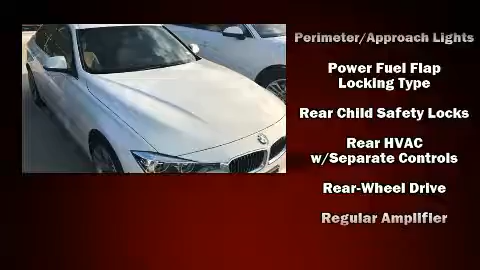 Perimeter/Approach Lights
Power Fuel Flap
Locking Type
Rear Child Safety Locks
Rear HVAC
w/Separate Controls
Rear-Wheel Drive
Regular Amplifier